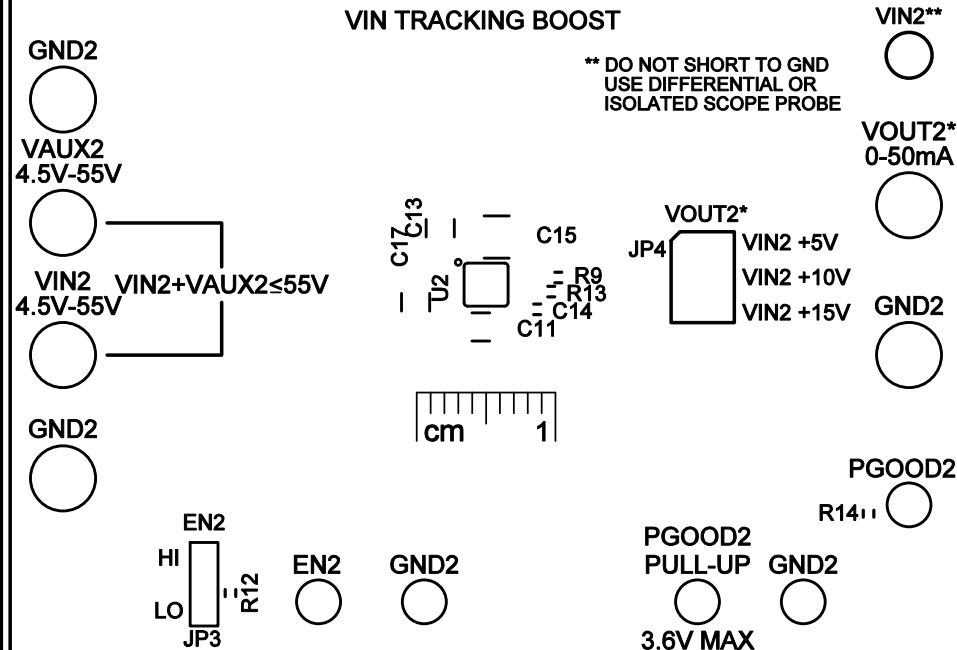 VIN TRACKING BOOST
VIN2**
** DO NOT SHORT TO GND
USE DIFFERENTIAL OR
ISOLATED SCOPE PROBE
GND2
VAUX2
4.5V-55V
VIN2
4.5V-55V
VIN2+VAUX2≤55V
GND2
C17
C13
C15
U2
R9
R13
C14
C11
VOUT2*
JP4
VIN2 +5V
VIN2 +10V
VIN2 +15V
VOUT2*
0-50mA
GND2
cm 1
PGOOD2
R14
EN2
HI
LO
JP3
R12
EN2
GND2
PGOOD2
PULL-UP
3.6V MAX
GND2